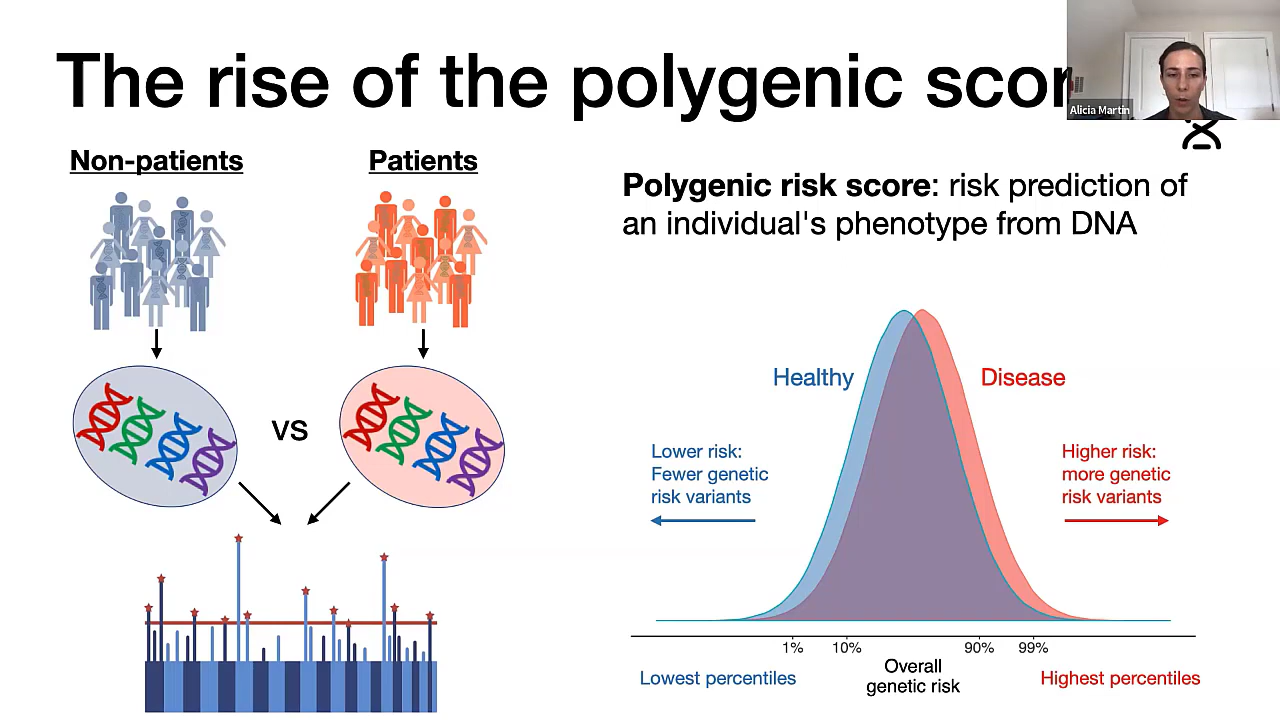 The rise of the polygenic scor
Alicia Martin
Non-patients
Patients
VS
Polygenic risk score: risk prediction of
an individual's phenotype from DNA
Healthy
Disease
Lower risk:
Fewer genetic
risk variants
Higher risk:
more genetic
risk variants
1%
10%
90%
99%
Overall
genetic risk
Lowest percentiles
Highest percentiles